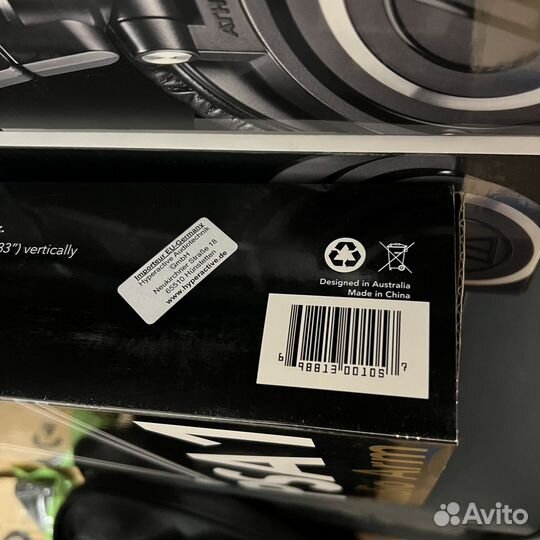 33") vertically
Importeur EU-Germany
Hyperactive Audiotechnik
GmbH
Neukirchner Straße 18
65510 Hünstetten
www.hyperactive.de
Designed in Australia
Made in China
6 98813 00105 7
Arm
Avito